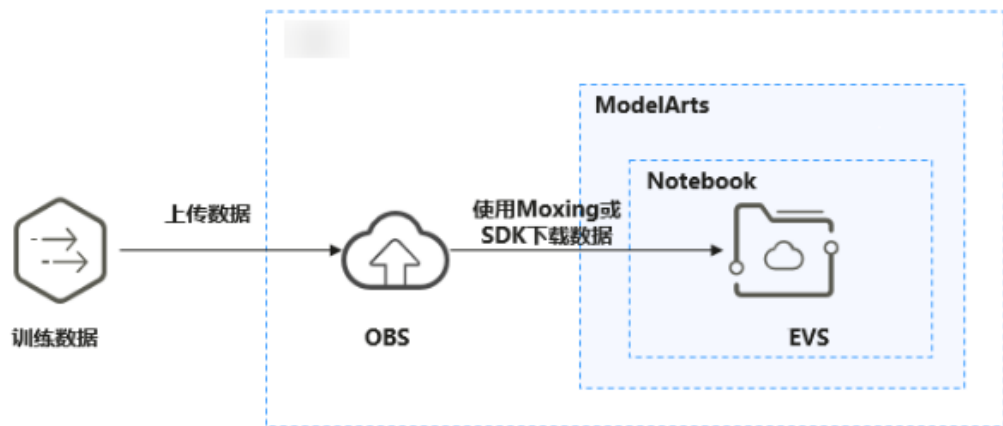 ModelArts
Notebook
上传数据
使用Moxing或
SDK下载数据
训练数据
OBS
EVS